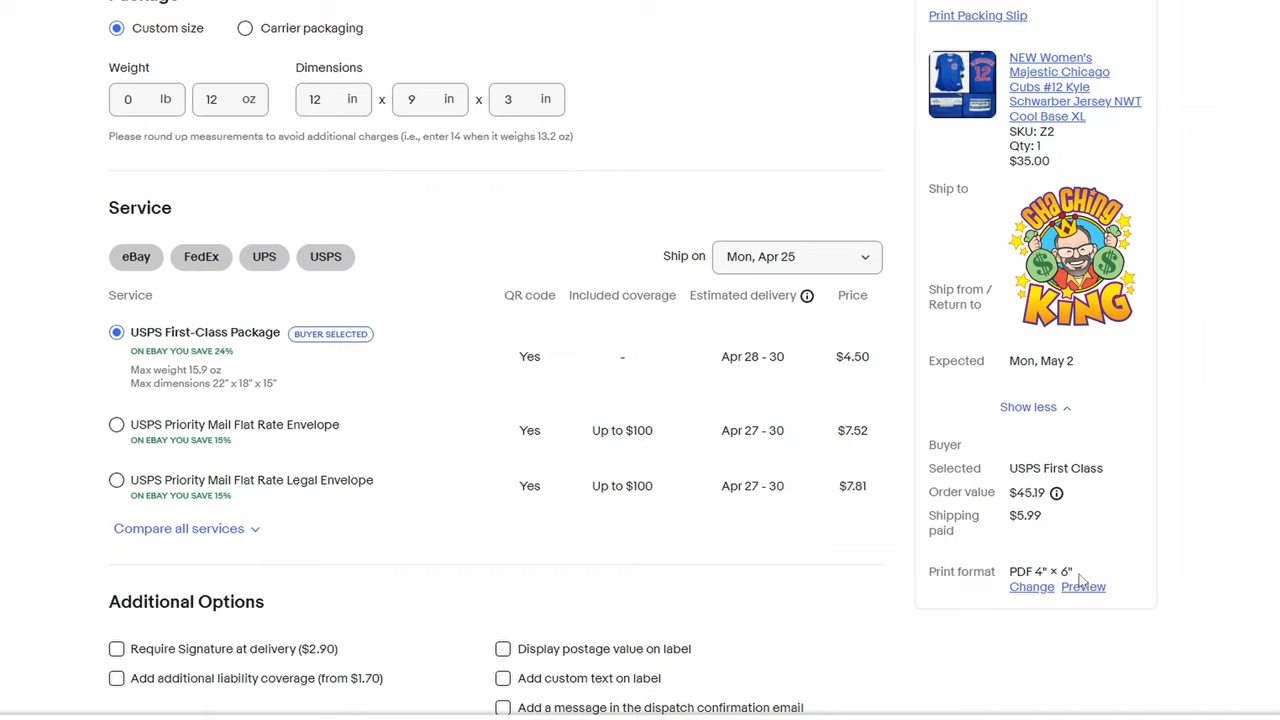 Package
Custom size
Carrier packaging
Weight
Dimensions
0 lb
12 oz
12 in x 9 in x 3 in
Please round up measurements to avoid additional charges (i.e., enter 14 when it weighs 13.2 oz)
Service
eBay
FedEx
UPS
USPS
Ship on
Mon, Apr 25
Service
QR code
Included coverage
Estimated delivery
Price
USPS First-Class Package
BUYER SELECTED
ON EBAY YOU SAVE 24%
Max weight 15.9 oz
Max dimensions 22" x 18" x 15"
Yes
-
Apr 28 - 30
$4.50
USPS Priority Mail Flat Rate Envelope
ON EBAY YOU SAVE 15%
Yes
Up to $100
Apr 27 - 30
$7.52
USPS Priority Mail Flat Rate Legal Envelope
ON EBAY YOU SAVE 15%
Yes
Up to $100
Apr 27 - 30
$7.81
Compare all services
Additional Options
Require Signature at delivery ($2.90)
Add additional liability coverage (from $1.70)
Display postage value on label
Add custom text on label
Add a message in the dispatch confirmation email
Print Packing Slip
NEW Women's
Majestic Chicago
Cubs #12 Kyle
Schwarber Jersey NWT
Cool Base XL
SKU: Z2
Qty: 1
$35.00
12
Ship to
CHA CHING
KING
Ship from /
Return to
Expected
Mon, May 2
Show less
Buyer
Selected
USPS First Class
Order value
$45.19
Shipping
paid
$5.99
Print format
PDF 4" × 6"
Change
Preview